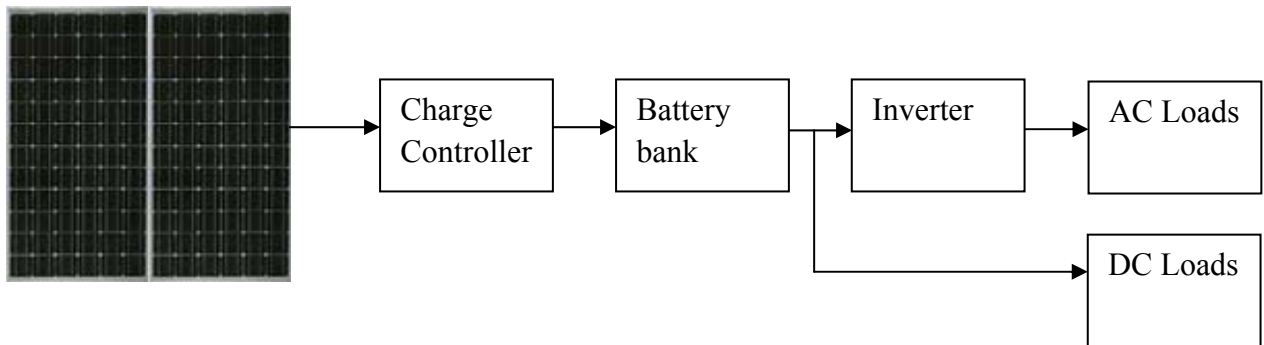 Charge
Controller
Battery
bank
Inverter
AC Loads
DC Loads